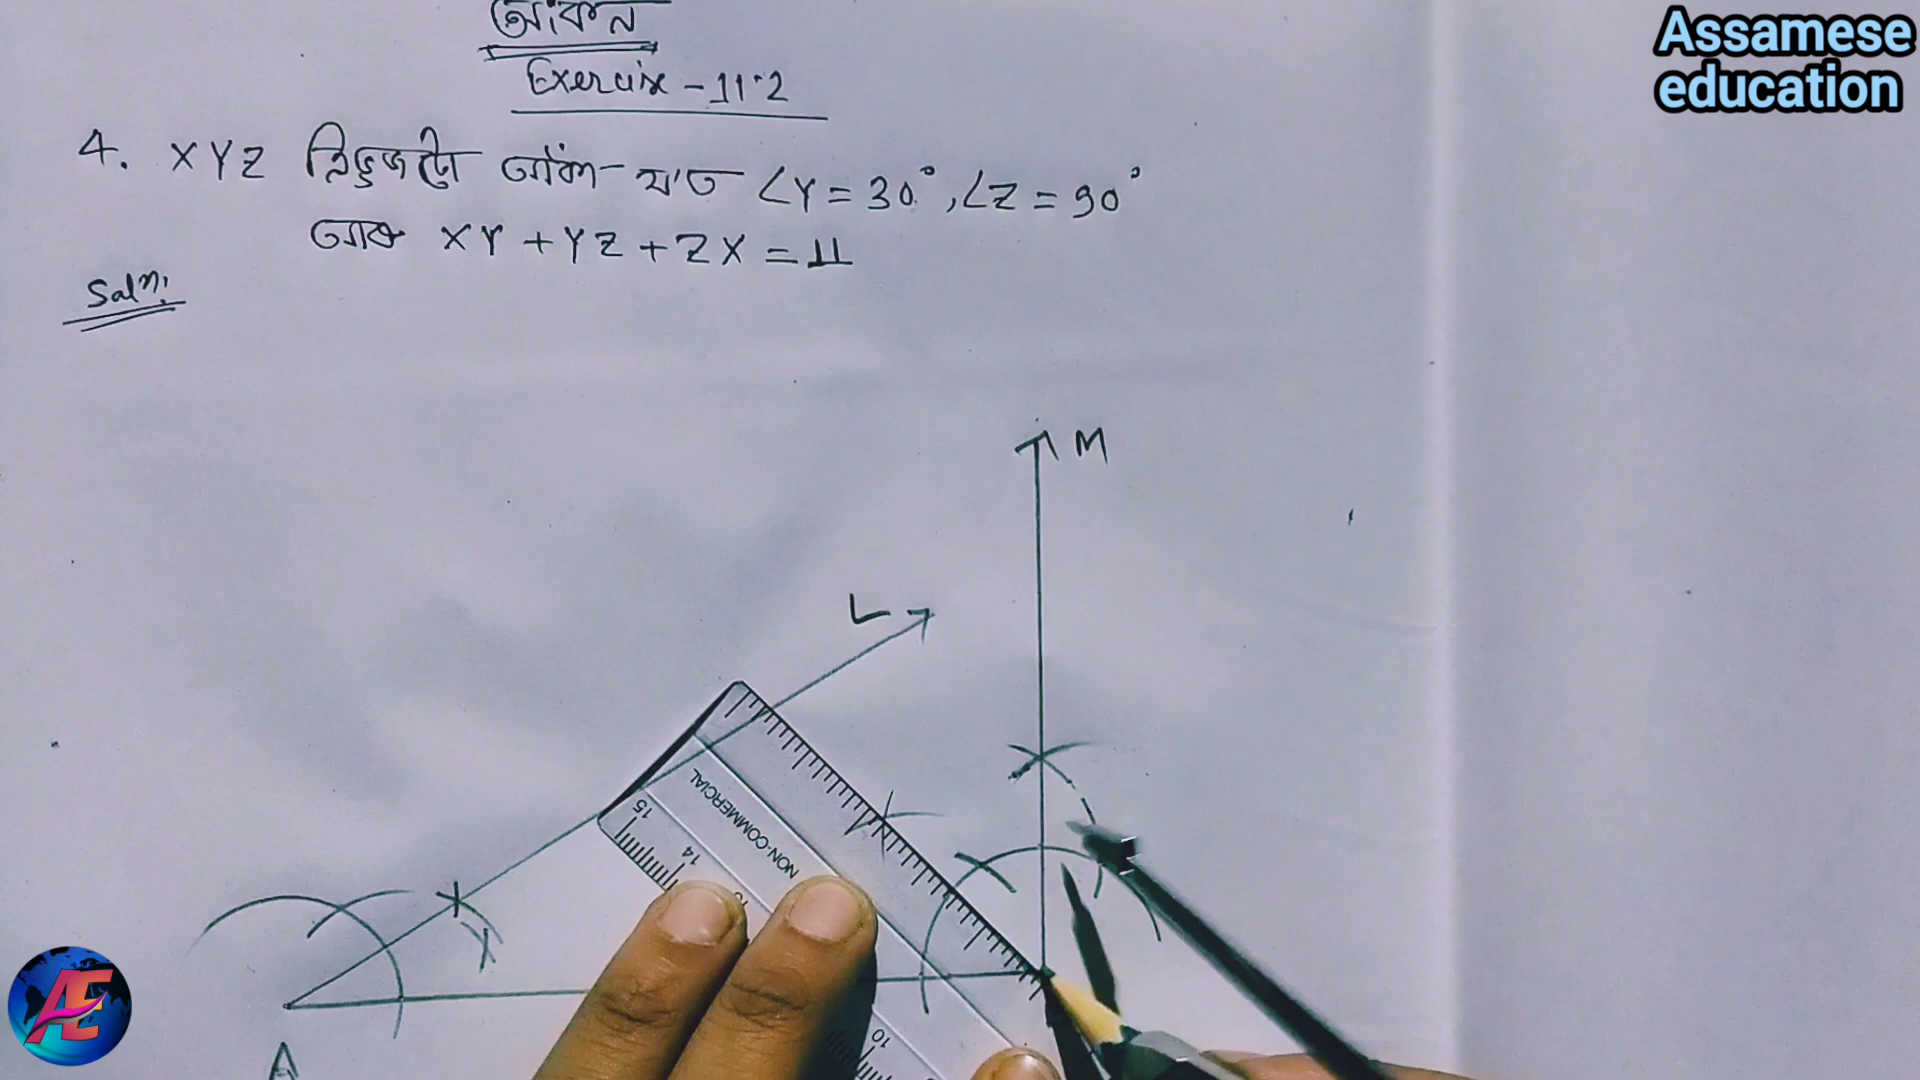 অংকন
Exercise - 11.2
4. XYZ ত্ৰিভুজটো আঁকা- য'ত ∠Y = 30°, ∠Z = 90°
আৰু XY + YZ + ZX = 11
Solⁿ:
Assamese
education
M
L
NON-COMMERCIAL
15
14
10
A
AE